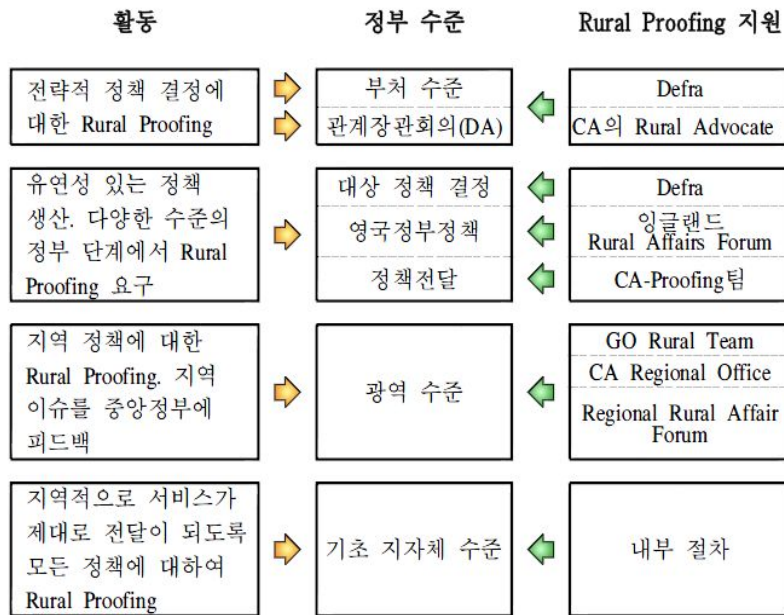 활동
정부 수준
Rural Proofing 지원
전략적 정책 결정에
대한 Rural Proofing
부처 수준
관계장관회의(DA)
Defra
CA의 Rural Advocate
유연성 있는 정책
생산. 다양한 수준의
정부 단계에서 Rural
Proofing 요구
대상 정책 결정
영국정부정책
정책전달
Defra
잉글랜드
Rural Affairs Forum
CA-Proofing팀
지역 정책에 대한
Rural Proofing. 지역
이슈를 중앙정부에
피드백
광역 수준
GO Rural Team
CA Regional Office
Regional Rural Affair
Forum
지역적으로 서비스가
제대로 전달이 되도록
모든 정책에 대하여
Rural Proofing
기초 지자체 수준
내부 절차